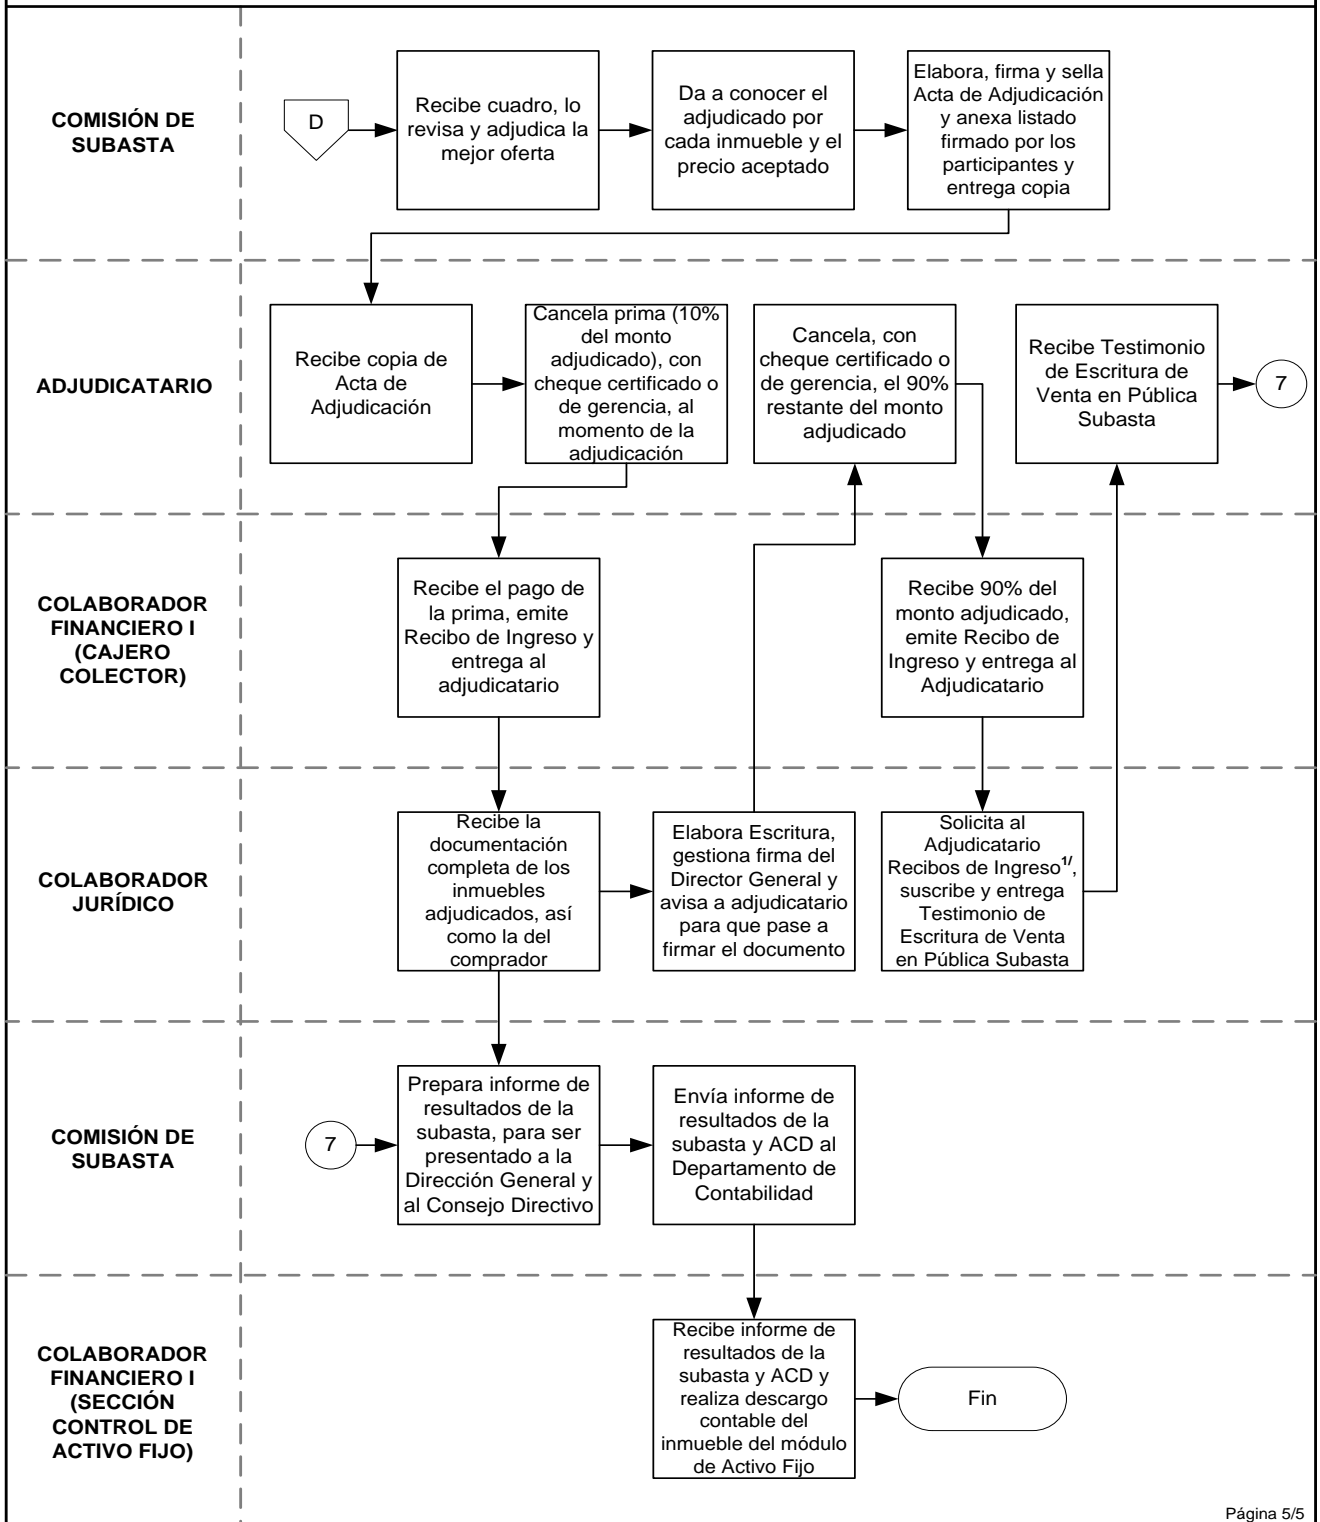 COMISIÓN DE
SUBASTA
D
Recibe cuadro, lo
revisa y adjudica la
mejor oferta
Da a conocer el
adjudicado por
cada inmueble y el
precio aceptado
Elabora, firma y sella
Acta de Adjudicación
y anexa listado
firmado por los
participantes y
entrega copia
ADJUDICATARIO
Recibe copia de
Acta de
Adjudicación
Cancela prima (10%
del monto
adjudicado), con
cheque certificado o
de gerencia, al
momento de la
adjudicación
Cancela, con
cheque certificado o
de gerencia, el 90%
restante del monto
adjudicado
Recibe Testimonio
de Escritura de
Venta en Pública
Subasta
7
COLABORADOR
FINANCIERO I
(CAJERO
COLECTOR)
Recibe el pago de
la prima, emite
Recibo de Ingreso y
entrega al
adjudicatario
Recibe 90% del
monto adjudicado,
emite Recibo de
Ingreso y entrega al
Adjudicatario
COLABORADOR
JURÍDICO
Recibe la
documentación
completa de los
inmuebles
adjudicados, así
como la del
comprador
Elabora Escritura,
gestiona firma del
Director General y
avisa a adjudicatario
para que pase a
firmar el documento
Solicita al
Adjudicatario
Recibos de Ingreso1/,
suscribe y entrega
Testimonio de
Escritura de Venta
en Pública Subasta
COMISIÓN DE
SUBASTA
7
Prepara informe de
resultados de la
subasta, para ser
presentado a la
Dirección General y
al Consejo Directivo
Envía informe de
resultados de la
subasta y ACD al
Departamento de
Contabilidad
COLABORADOR
FINANCIERO I
(SECCIÓN
CONTROL DE
ACTIVO FIJO)
Recibe informe de
resultados de la
subasta y ACD y
realiza descargo
contable del
inmueble del módulo
de Activo Fijo
Fin
Página 5/5